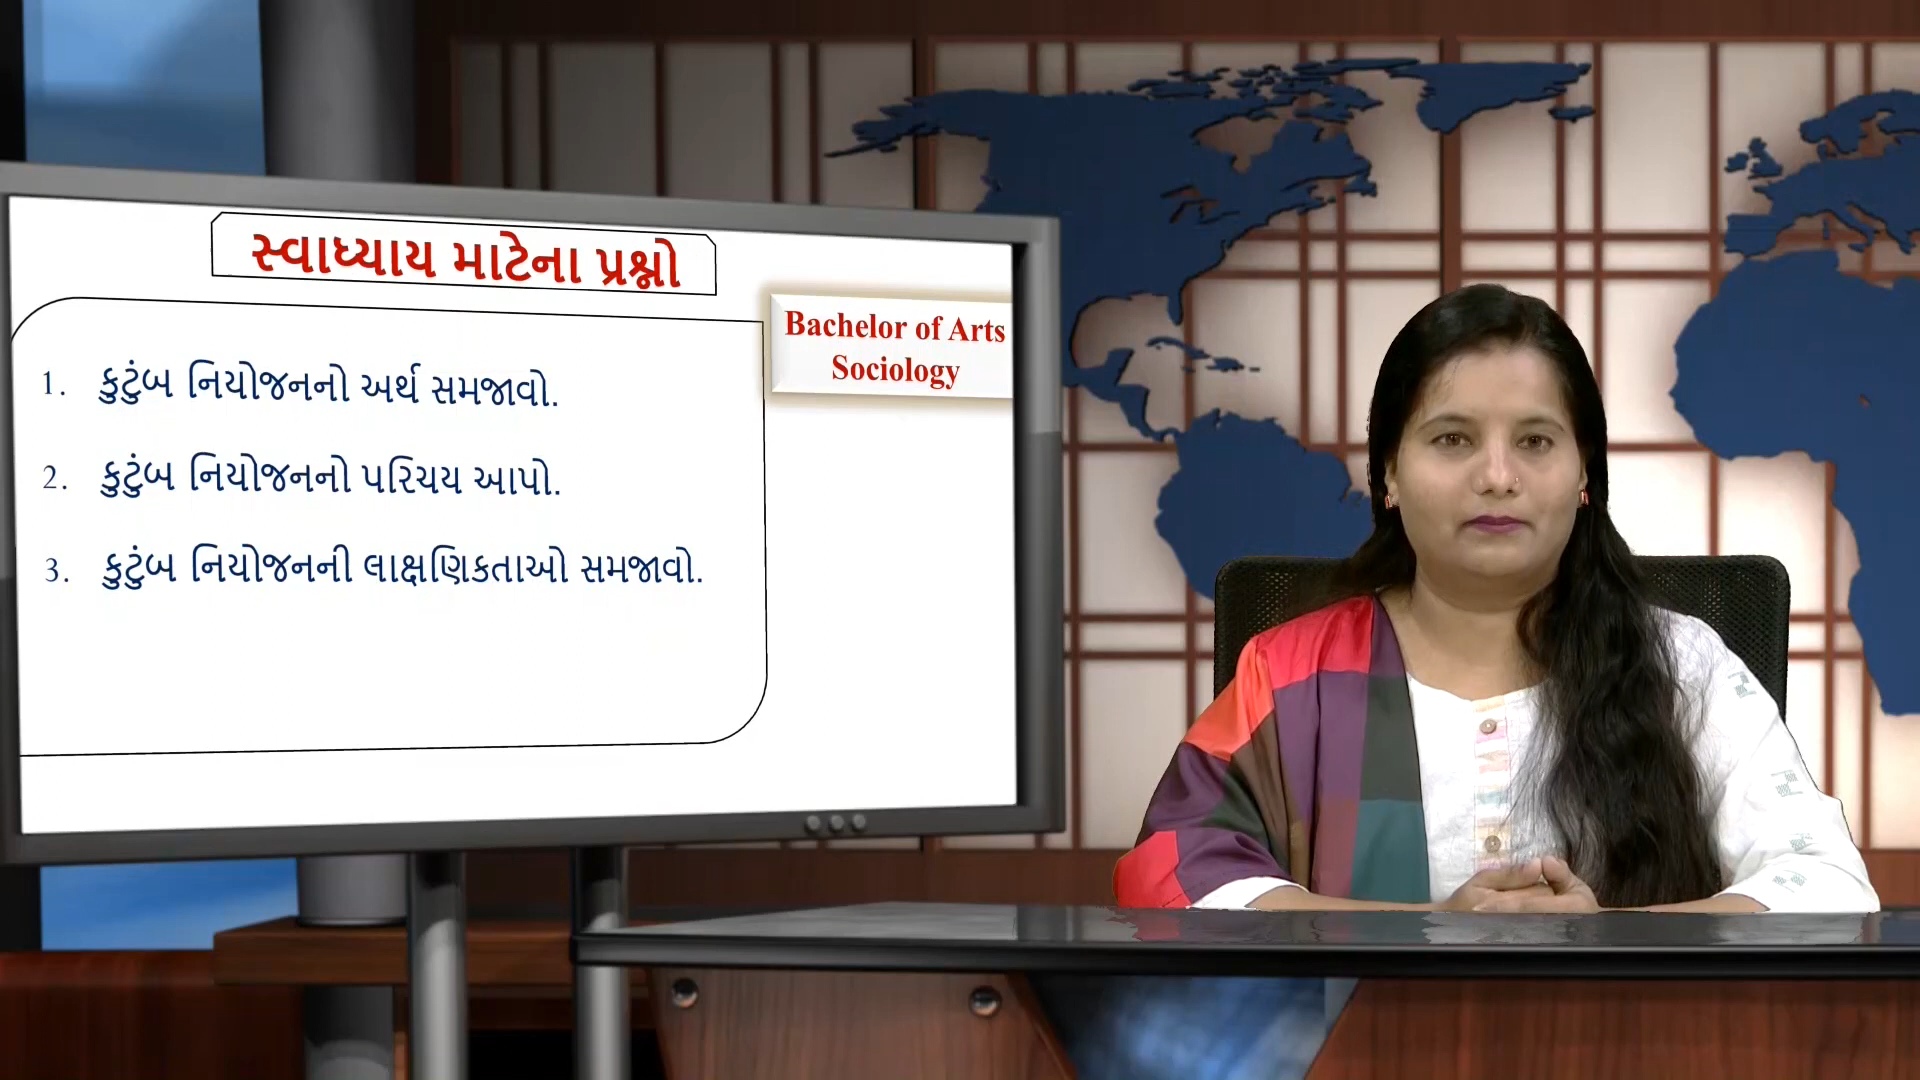 સ્વાધ્યાય માટેના પ્રશ્નો
Bachelor of Arts
Sociology
1. કુટુંબ નિયોજનનો અર્થ સમજાવો.
2. કુટુંબ નિયોજનનો પરિચય આપો.
3. કુટુંબ નિયોજનની લાક્ષણિકતાઓ સમજાવો.